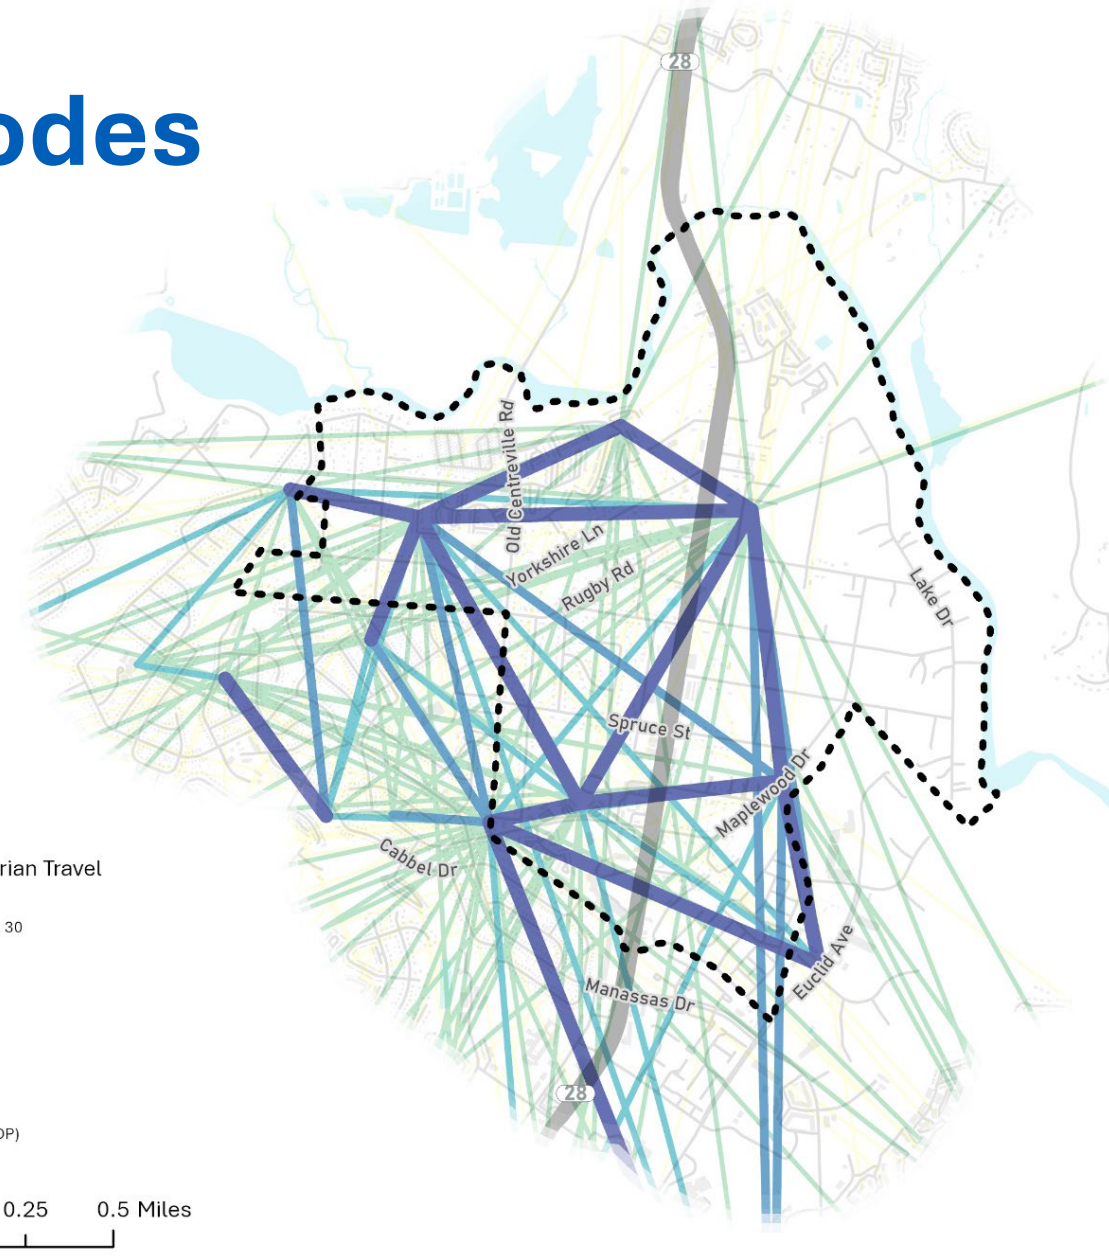 odes
28
Old Centreville Rd
Yorkshire Ln
Rugby Rd
Lake Dr
Spruce St
Maplewood Dr
Cabbel Dr
rian Travel
30
Euclid Ave
Manassas Dr
28
OP)
0.25 0.5 Miles